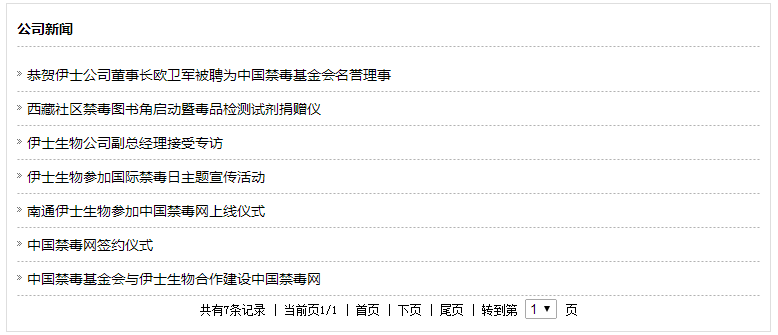 公司新闻
恭贺伊士公司董事长欧卫军被聘为中国禁毒基金会名誉理事
西藏社区禁毒图书角启动暨毒品检测试剂捐赠仪
伊士生物公司副总经理接受专访
伊士生物参加国际禁毒日主题宣传活动
南通伊士生物参加中国禁毒网上线仪式
中国禁毒网签约仪式
中国禁毒基金会与伊士生物合作建设中国禁毒网
共有7条记录 | 当前页1/1 | 首页 | 下页 | 尾页 | 转到第 1 页